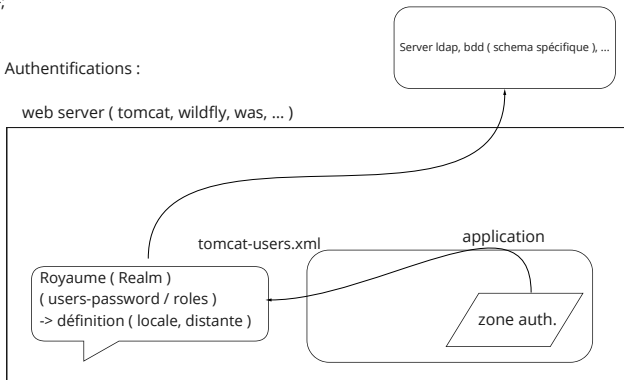 Server ldap, bdd ( schema spécifique ), ...
Authentifications :
web server ( tomcat, wildfly, was, ... )
application
tomcat-users.xml
Royaume ( Realm )
( users-password / roles )
-> définition ( locale, distante )
zone auth.